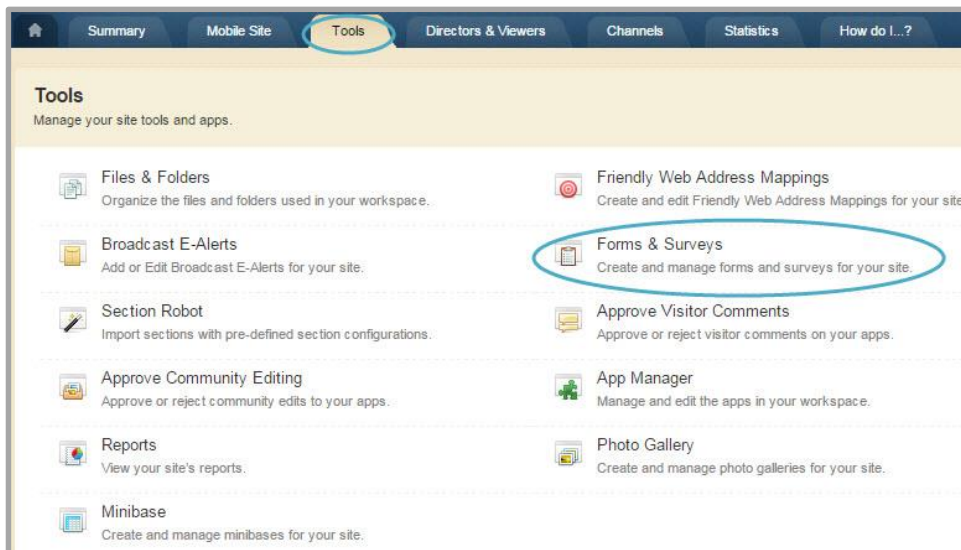 Summary Mobile Site Tools Directors & Viewers Channels Statistics How do I...?
Tools
Manage your site tools and apps.
Files & Folders
Organize the files and folders used in your workspace.
Friendly Web Address Mappings
Create and edit Friendly Web Address Mappings for your site
Broadcast E-Alerts
Add or Edit Broadcast E-Alerts for your site.
Forms & Surveys
Create and manage forms and surveys for your site.
Section Robot
Import sections with pre-defined section configurations.
Approve Visitor Comments
Approve or reject visitor comments on your apps.
Approve Community Editing
Approve or reject community edits to your apps.
App Manager
Manage and edit the apps in your workspace.
Reports
View your site's reports.
Photo Gallery
Create and manage photo galleries for your site.
Minibase
Create and manage minibases for your site.